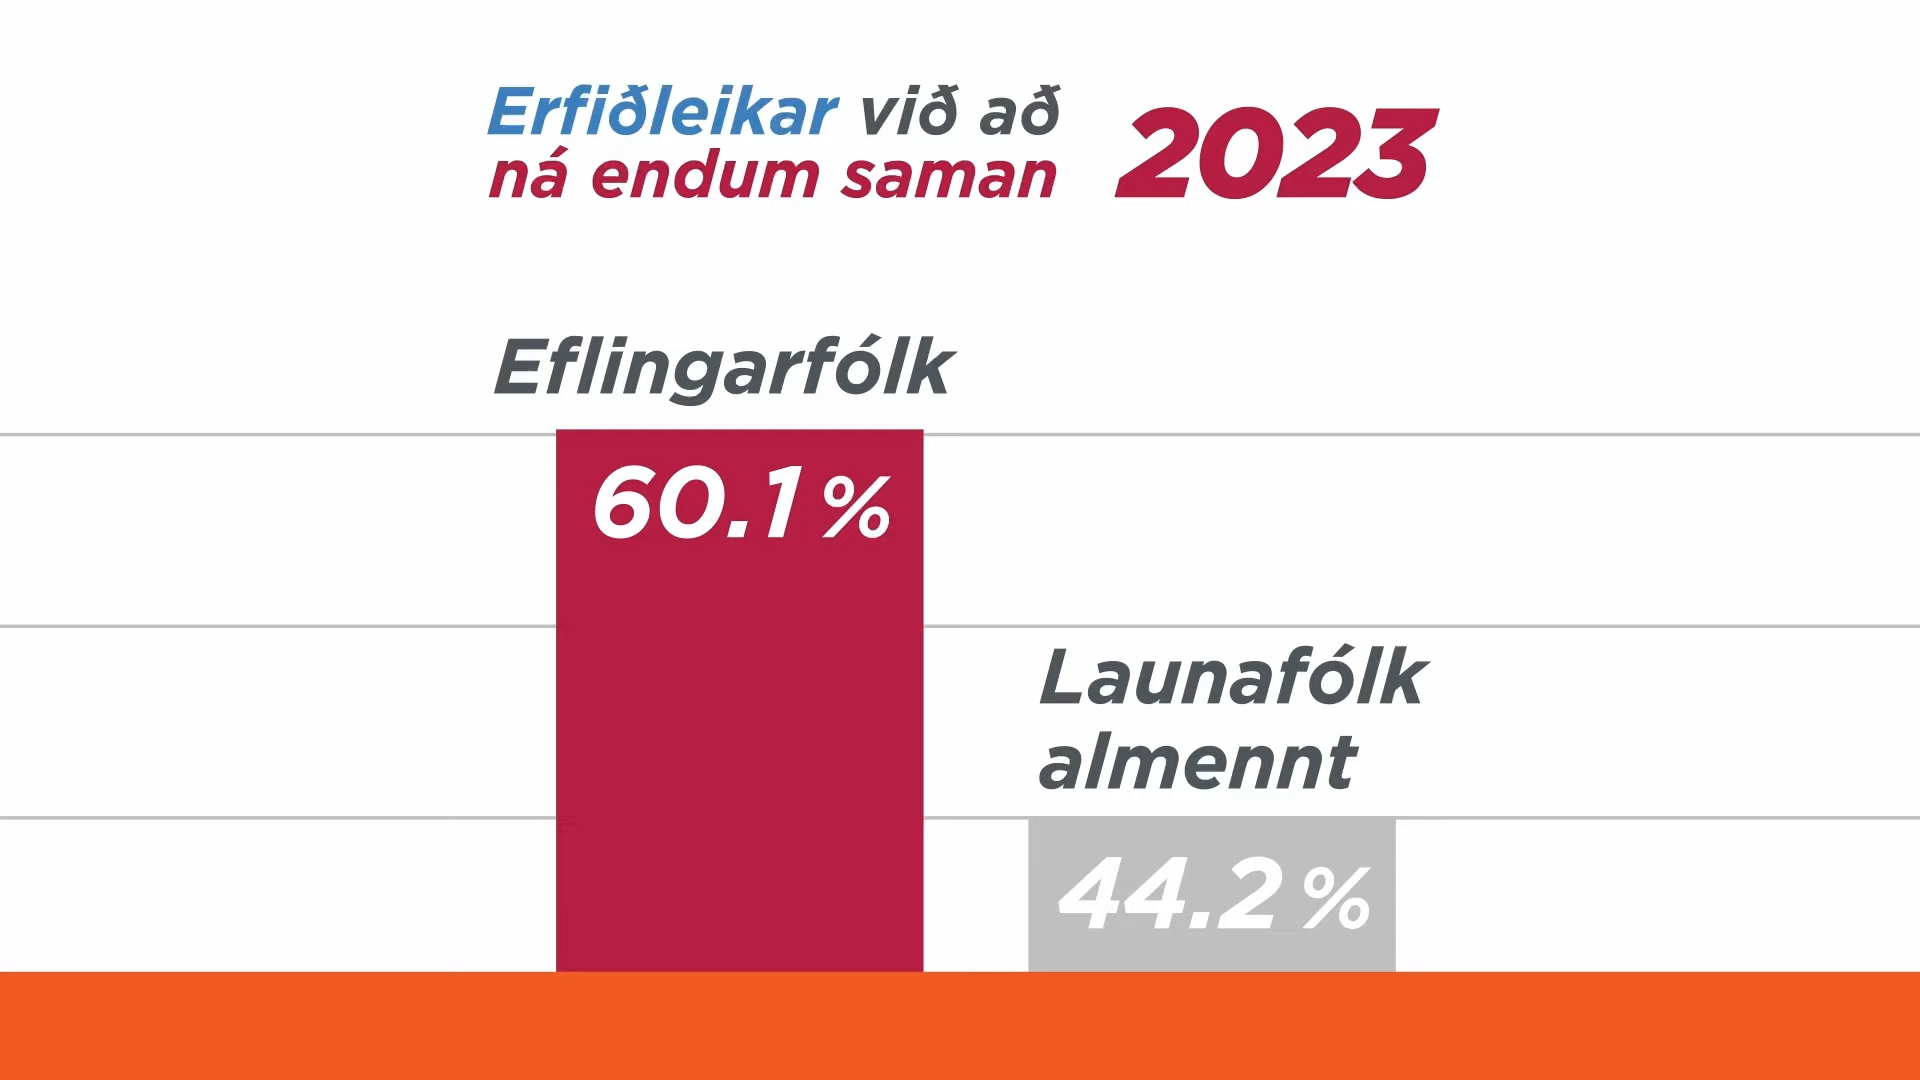 Erfiðleikar við að
ná endum saman
2023
Eflingarfólk
60.1 %
Launafólk
almennt
44.2 %